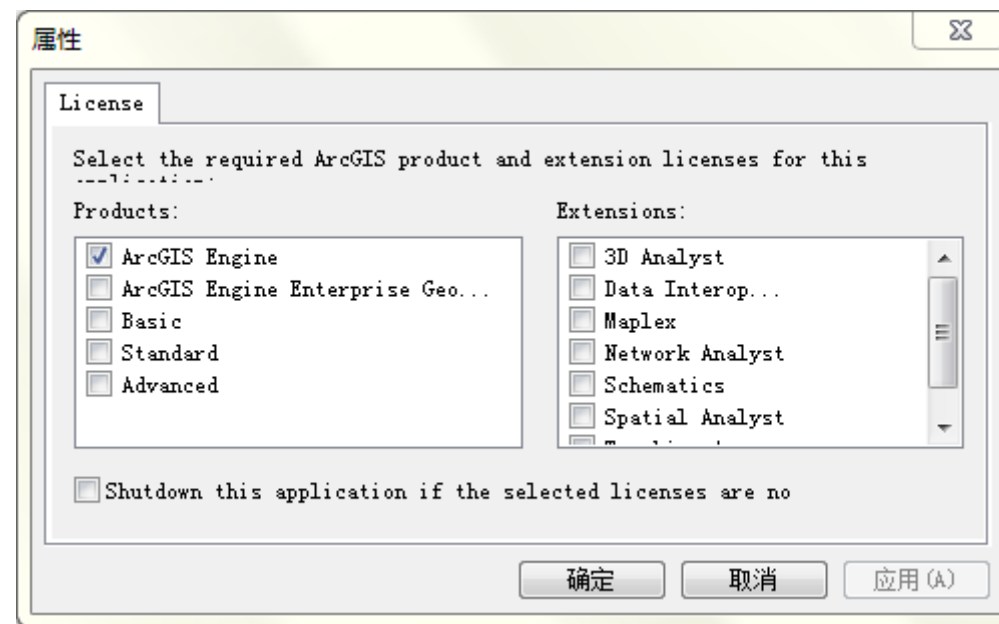 属性
License
Select the required ArcGIS product and extension licenses for this
Products:
Extensions:
ArcGIS Engine
ArcGIS Engine Enterprise Geo...
Basic
Standard
Advanced
3D Analyst
Data Interop...
Maplex
Network Analyst
Schematics
Spatial Analyst
Shutdown this application if the selected licenses are no
确定
取消
应用(A)